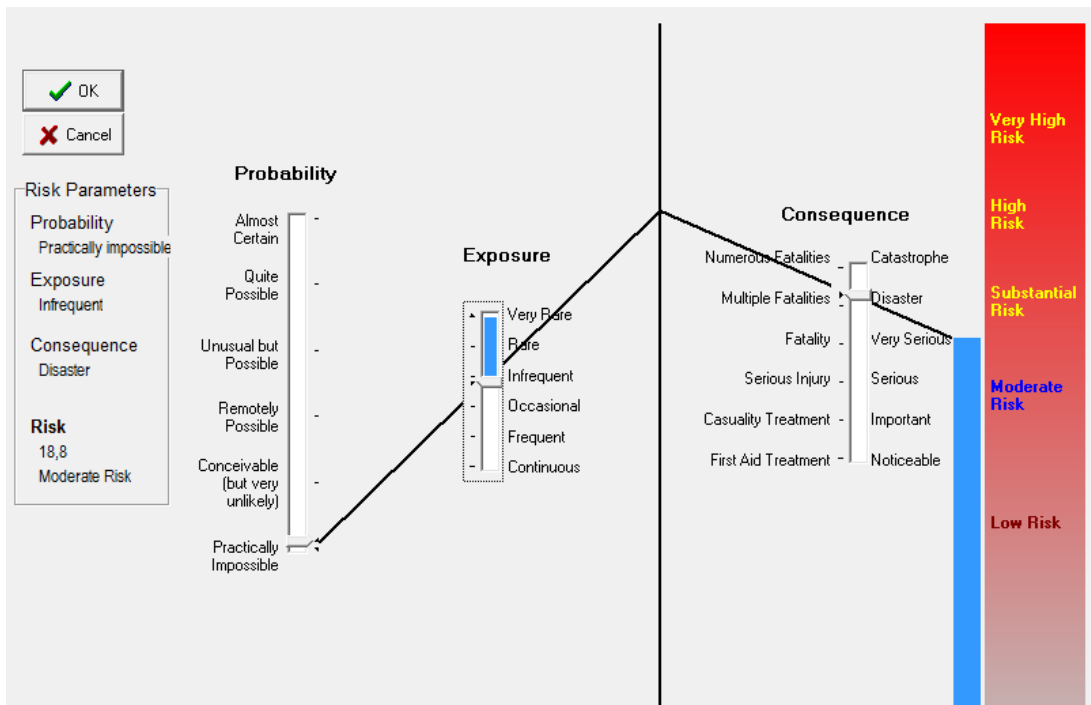 OK
Cancel
Risk Parameters
Probability
Practically impossible
Exposure
Infrequent
Consequence
Disaster
Risk
18,8
Moderate Risk
Probability
Almost
Certain
Quite
Possible
Unusual but
Possible
Remotely
Possible
Conceivable
(but very
unlikely)
Practically
Impossible
Exposure
Very Rare
Rare
Infrequent
Occasional
Frequent
Continuous
Consequence
Numerous Fatalities
Catastrophe
Multiple Fatalities
Disaster
Fatality
Very Serious
Serious Injury
Serious
Casuality Treatment
Important
First Aid Treatment
Noticeable
Very High
Risk
High
Risk
Substantial
Risk
Moderate
Risk
Low Risk